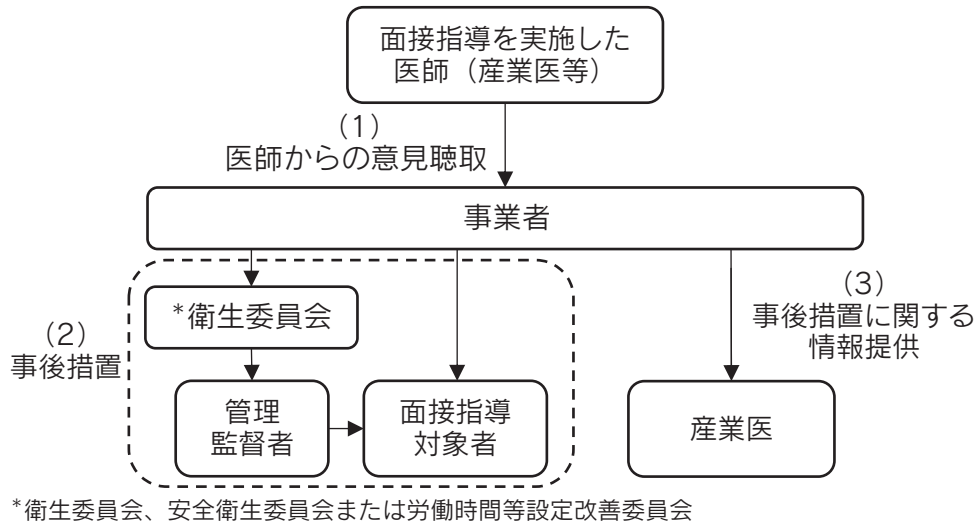 面接指導を実施した
医師（産業医等）
（1）
医師からの意見聴取
事業者
*衛生委員会
（2）
事後措置
管理
監督者
面接指導
対象者
（3）
事後措置に関する
情報提供
産業医
*衛生委員会、安全衛生委員会または労働時間等設定改善委員会